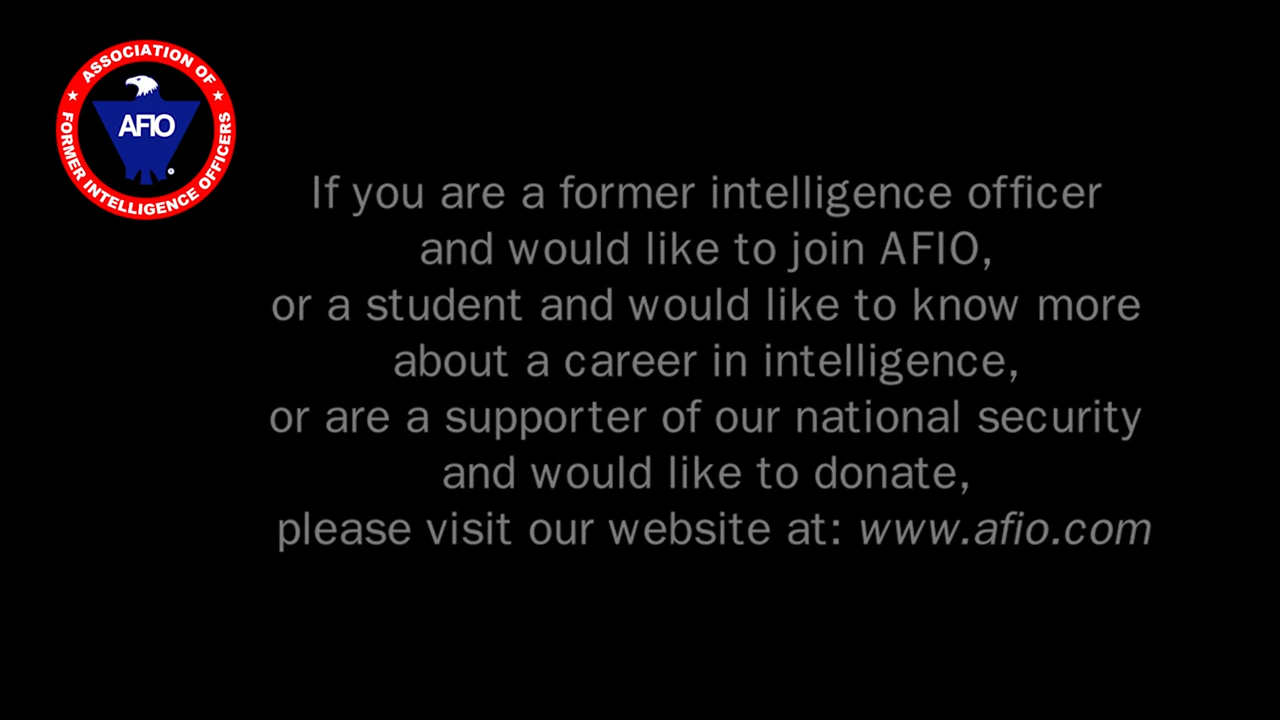 ASSOCIATION OF
FORMER INTELLIGENCE OFFICERS
AFIO
If you are a former intelligence officer
and would like to join AFIO,
or a student and would like to know more
about a career in intelligence,
or are a supporter of our national security
and would like to donate,
please visit our website at: www.afio.com